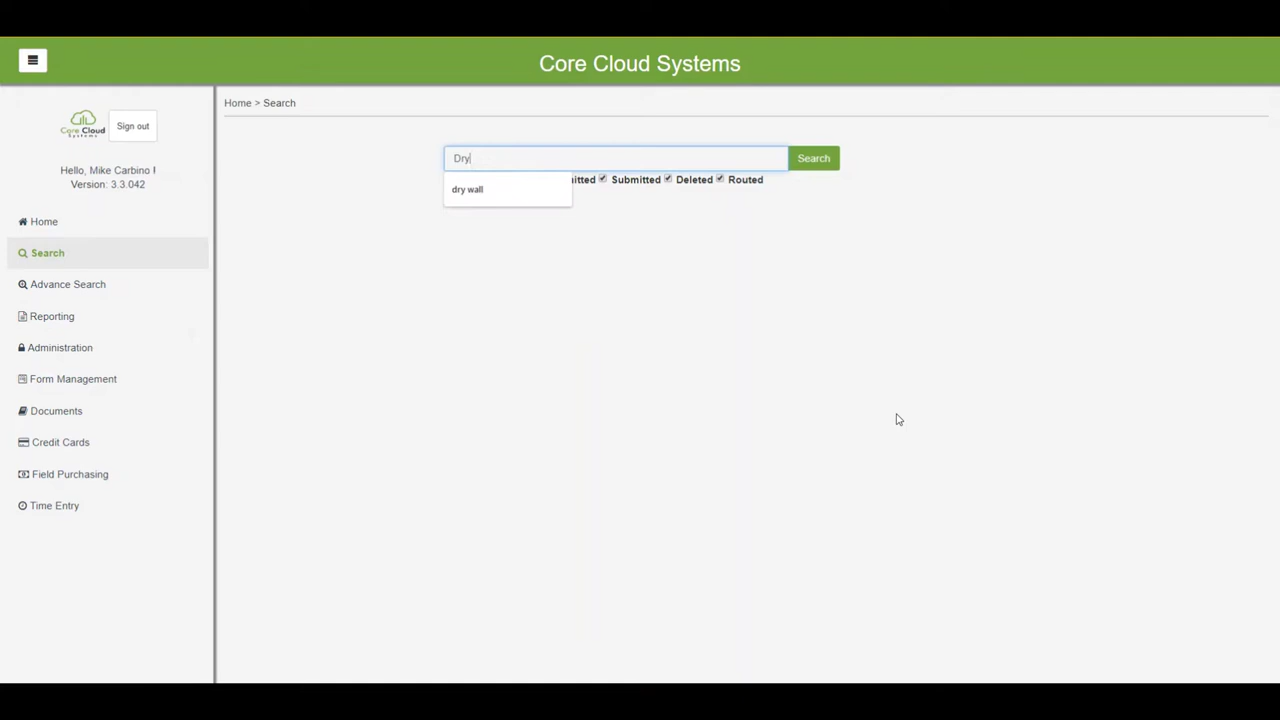 Core Cloud Systems
Home > Search
Core Cloud
Systems
Sign out
Hello, Mike Carbino !
Version: 3.3.042
Home
Search
Advance Search
Reporting
Administration
Form Management
Documents
Credit Cards
Field Purchasing
Time Entry
Dry
Search
dry wall
itted Submitted Deleted Routed